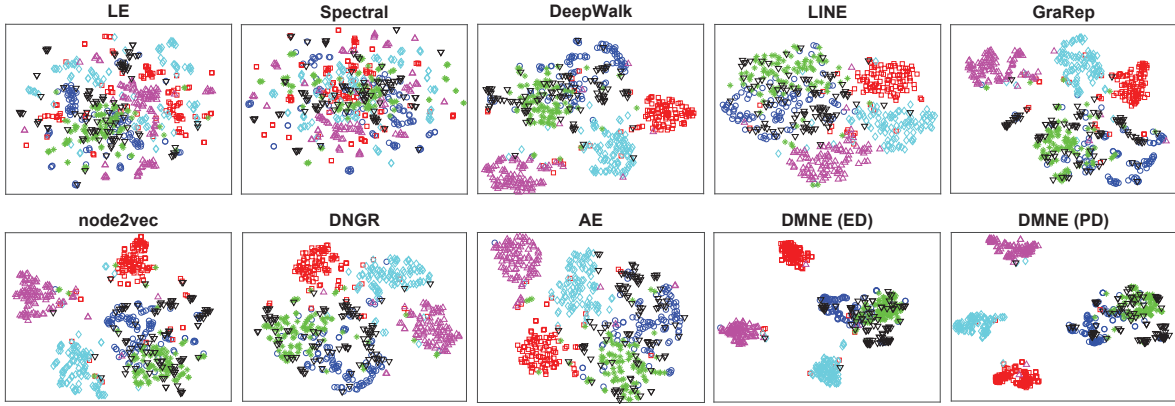 LE Spectral DeepWalk LINE GraRep
node2vec DNGR AE DMNE (ED) DMNE (PD)